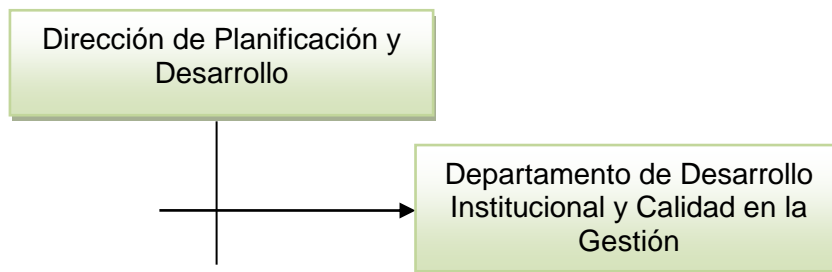 Dirección de Planificación y
Desarrollo
Departamento de Desarrollo
Institucional y Calidad en la
Gestión